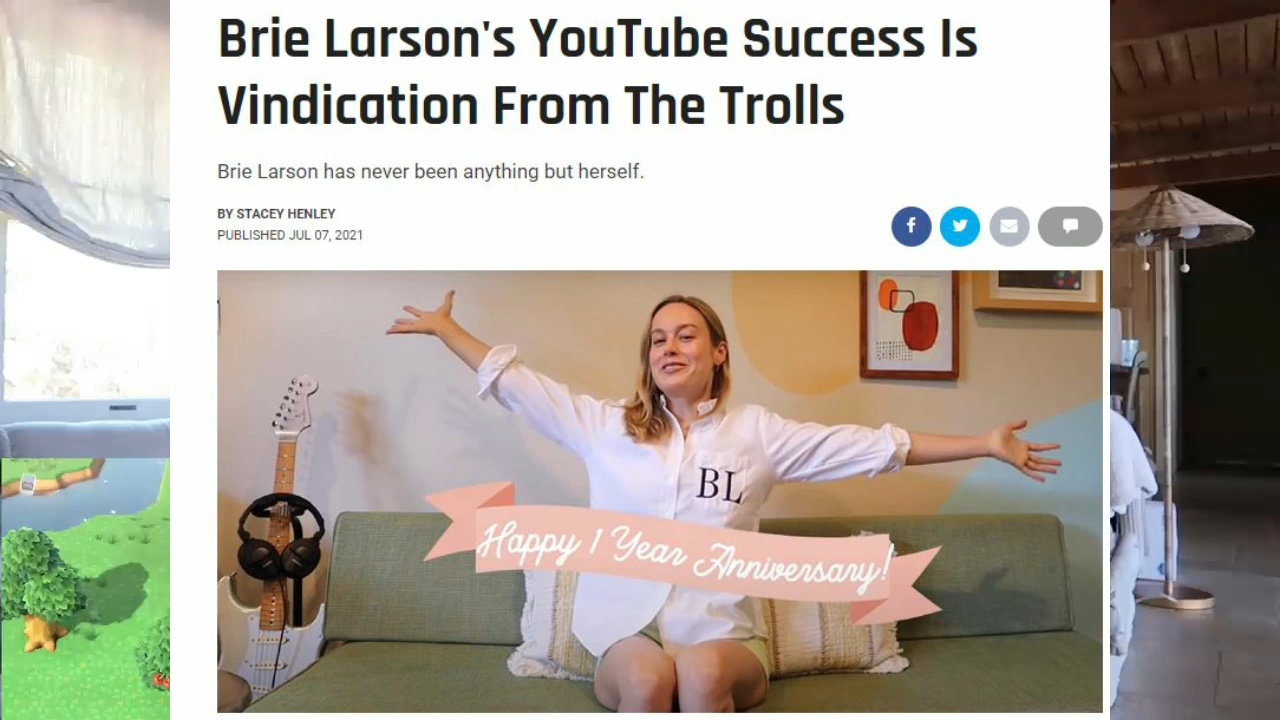 Brie Larson's YouTube Success Is
Vindication From The Trolls
Brie Larson has never been anything but herself.
BY STACEY HENLEY
PUBLISHED JUL 07, 2021
BL
Happy 1 Year Anniversary!